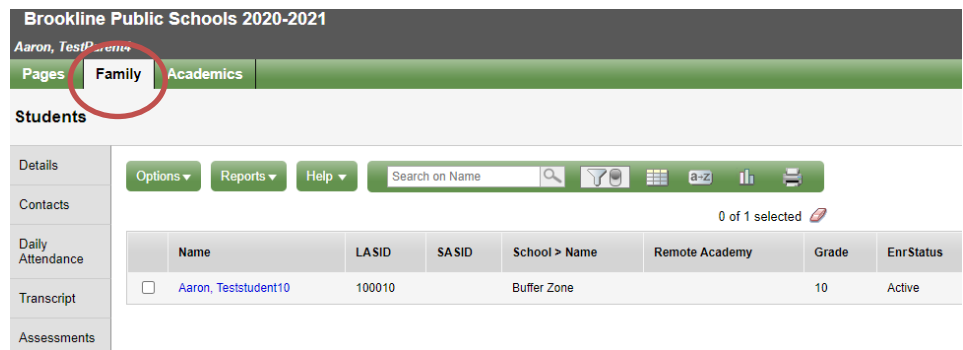 Brookline Public Schools 2020-2021
Aaron, TestParent4
Pages Family Academics
Students
Details
Options Reports Help Search on Name a-z
Contacts
0 of 1 selected
Daily
Attendance
Name LASID SASID School > Name Remote Academy Grade EnrStatus
Aaron, Teststudent10 100010 Buffer Zone 10 Active
Transcript
Assessments